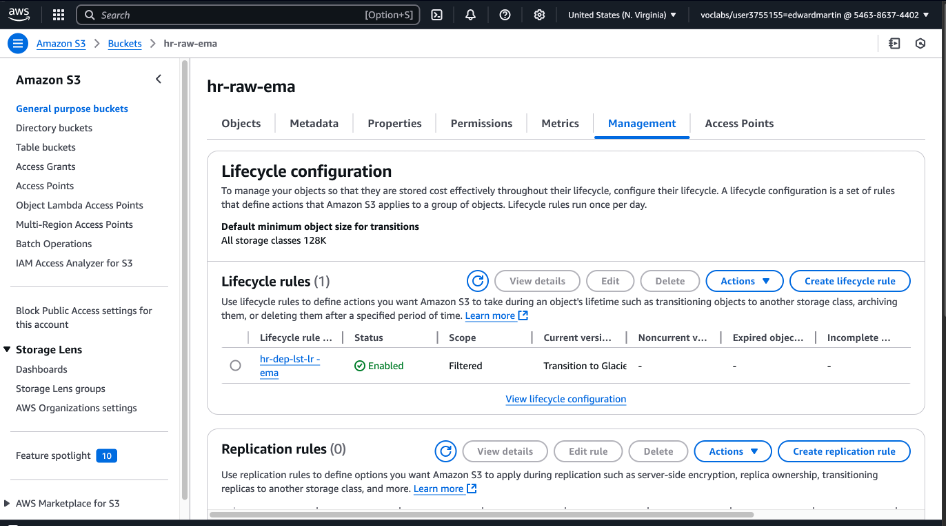 aws
Search [Option+S]
United States (N. Virginia) ▼ voclabs/user3755155=edwardmartin @ 5463-8637-4402 ▼
Amazon S3 > Buckets > hr-raw-ema
Amazon S3
General purpose buckets
Directory buckets
Table buckets
Access Grants
Access Points
Object Lambda Access Points
Multi-Region Access Points
Batch Operations
IAM Access Analyzer for S3
Block Public Access settings for
this account
Storage Lens
Dashboards
Storage Lens groups
AWS Organizations settings
Feature spotlight 10
AWS Marketplace for S3
hr-raw-ema
Objects Metadata Properties Permissions Metrics Management Access Points
Lifecycle configuration
To manage your objects so that they are stored cost effectively throughout their lifecycle, configure their lifecycle. A lifecycle configuration is a set of rules
that define actions that Amazon S3 applies to a group of objects. Lifecycle rules run once per day.
Default minimum object size for transitions
All storage classes 128K
Lifecycle rules (1) View details Edit Delete Actions ▼ Create lifecycle rule
Use lifecycle rules to define actions you want Amazon S3 to take during an object's lifetime such as transitioning objects to another storage class, archiving
them, or deleting them after a specified period of time. Learn more
Lifecycle rule ... Status Scope Current versi... Noncurrent v... Expired objec... Incomplete ...
hr-dep-lst-lr -
ema
Enabled Filtered Transition to Glacie - - -
View lifecycle configuration
Replication rules (0) View details Edit rule Delete Actions ▼ Create replication rule
Use replication rules to define options you want Amazon S3 to apply during replication such as server-side encryption, replica ownership, transitioning
replicas to another storage class, and more. Learn more